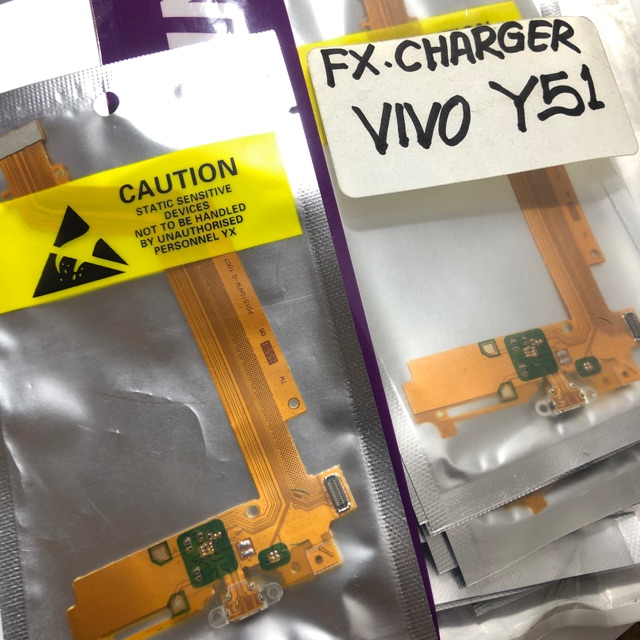 FX.CHARGER
VIVO Y51
CAUTION
STATIC SENSITIVE
DEVICES
NOT TO BE HANDLED
BY UNAUTHORISED
PERSONNEL YX